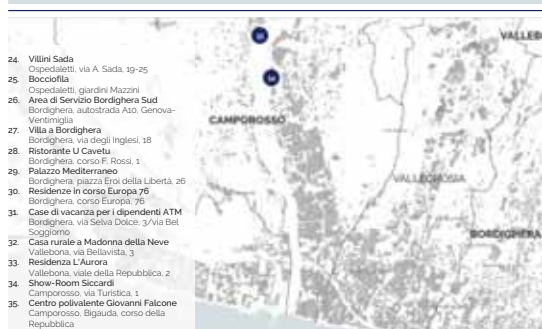 24. Villini Sada
Ospedaletti, via A. Sada, 19-25
25. Bocciofila
Ospedaletti, giardini Mazzini
26. Area di Servizio Bordighera Sud
Bordighera, autostrada A10, Genova-
Ventimiglia
27. Villa a Bordighera
Bordighera, via degli Inglesi, 18
28. Ristorante U Cavetu
Bordighera, corso F. Rossi, 1
29. Palazzo Mediterraneo
Bordighera, piazza Eroi della Libertà, 26
30. Residenze in corso Europa 76
Bordighera, corso Europa, 76
31. Case di vacanza per i dipendenti ATM
Bordighera, via Selva Dolce, 3/via Bel
Soggiorno
32. Casa rurale a Madonna della Neve
Vallebona, via Bellavista, 3
33. Residenza L'Aurora
Vallebona, viale della Repubblica, 2
34. Show-Room Siccardi
Camporosso, via Turistica, 1
35. Centro polivalente Giovanni Falcone
Camporosso, Bigauda, corso della
Repubblica
35
34
CAMPOROSSO
VALLEB
VALLECROSIA
BORDIGHERA